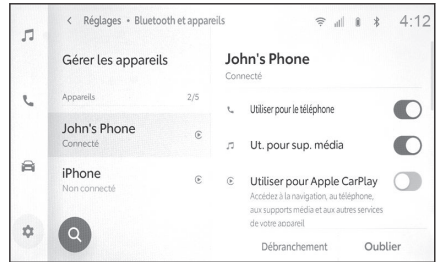 < Réglages • Bluetooth et appareils
4:12
Gérer les appareils
Appareils 2/5
John's Phone
Connecté
iPhone
Non connecté
John's Phone
Connecté
Utiliser pour le téléphone
Ut. pour sup. média
Utiliser pour Apple CarPlay
Accédez à la navigation, au téléphone,
aux supports média et aux autres services
de votre appareil
Débranchement Oublier